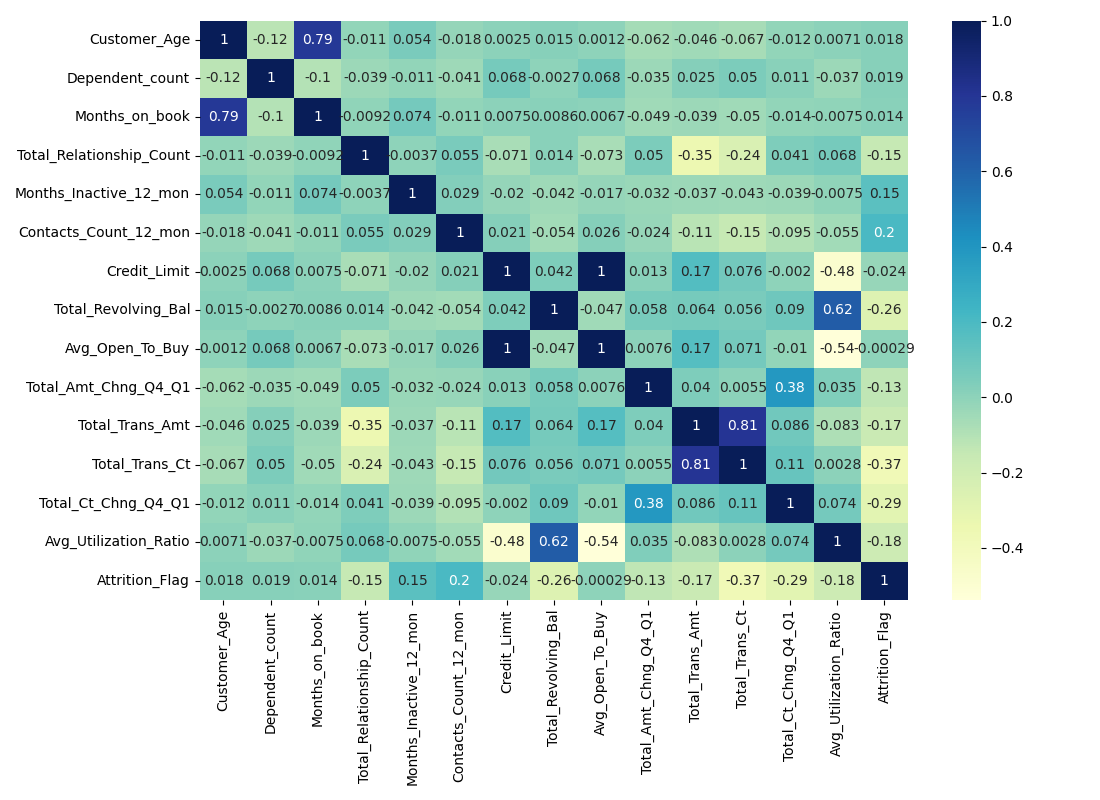 Customer_Age 1 -0.12 0.79 -0.011 0.054 -0.018 0.0025 0.015 0.0012 -0.062 -0.046 -0.067 -0.012 0.0071 0.018 1.0
Dependent_count -0.12 1 -0.1 -0.039 -0.011 -0.041 0.068 -0.0027 0.068 -0.035 0.025 0.05 0.011 -0.037 0.019
Months_on_book 0.79 -0.1 1 -0.0092 0.074 -0.011 0.0075 0.0086 0.0067 -0.049 -0.039 -0.05 -0.014 -0.0075 0.014 0.8
Total_Relationship_Count -0.011 -0.039 -0.0092 1 -0.0037 0.055 -0.071 0.014 -0.073 0.05 -0.35 -0.24 0.041 0.068 -0.15 0.6
Months_Inactive_12_mon 0.054 -0.011 0.074 -0.0037 1 0.029 -0.02 -0.042 -0.017 -0.032 -0.037 -0.043 -0.039 -0.0075 0.15
Contacts_Count_12_mon -0.018 -0.041 -0.011 0.055 0.029 1 0.021 -0.054 0.026 -0.024 -0.11 -0.15 -0.095 -0.055 0.2 0.4
Credit_Limit 0.0025 0.068 0.0075 -0.071 -0.02 0.021 1 0.042 1 0.013 0.17 0.076 -0.002 -0.48 -0.024
Total_Revolving_Bal 0.015 -0.0027 0.0086 0.014 -0.042 -0.054 0.042 1 -0.047 0.058 0.064 0.056 0.09 0.62 -0.26 0.2
Avg_Open_To_Buy 0.0012 0.068 0.0067 -0.073 -0.017 0.026 1 -0.047 1 0.0076 0.17 0.071 -0.01 -0.54 -0.00029
Total_Amt_Chng_Q4_Q1 -0.062 -0.035 -0.049 0.05 -0.032 -0.024 0.013 0.058 0.0076 1 0.04 0.0055 0.38 0.035 -0.13 0.0
Total_Trans_Amt -0.046 0.025 -0.039 -0.35 -0.037 -0.11 0.17 0.064 0.17 0.04 1 0.81 0.086 -0.083 -0.17
Total_Trans_Ct -0.067 0.05 -0.05 -0.24 -0.043 -0.15 0.076 0.056 0.071 0.0055 0.81 1 0.11 0.0028 -0.37 −0.2
Total_Ct_Chng_Q4_Q1 -0.012 0.011 -0.014 0.041 -0.039 -0.095 -0.002 0.09 -0.01 0.38 0.086 0.11 1 0.074 -0.29
Avg_Utilization_Ratio 0.0071 -0.037 -0.0075 0.068 -0.0075 -0.055 -0.48 0.62 -0.54 0.035 -0.083 0.0028 0.074 1 -0.18 −0.4
Attrition_Flag 0.018 0.019 0.014 -0.15 0.15 0.2 -0.024 -0.26 -0.00029 -0.13 -0.17 -0.37 -0.29 -0.18 1
Customer_Age
Dependent_count
Months_on_book
Total_Relationship_Count
Months_Inactive_12_mon
Contacts_Count_12_mon
Credit_Limit
Total_Revolving_Bal
Avg_Open_To_Buy
Total_Amt_Chng_Q4_Q1
Total_Trans_Amt
Total_Trans_Ct
Total_Ct_Chng_Q4_Q1
Avg_Utilization_Ratio
Attrition_Flag